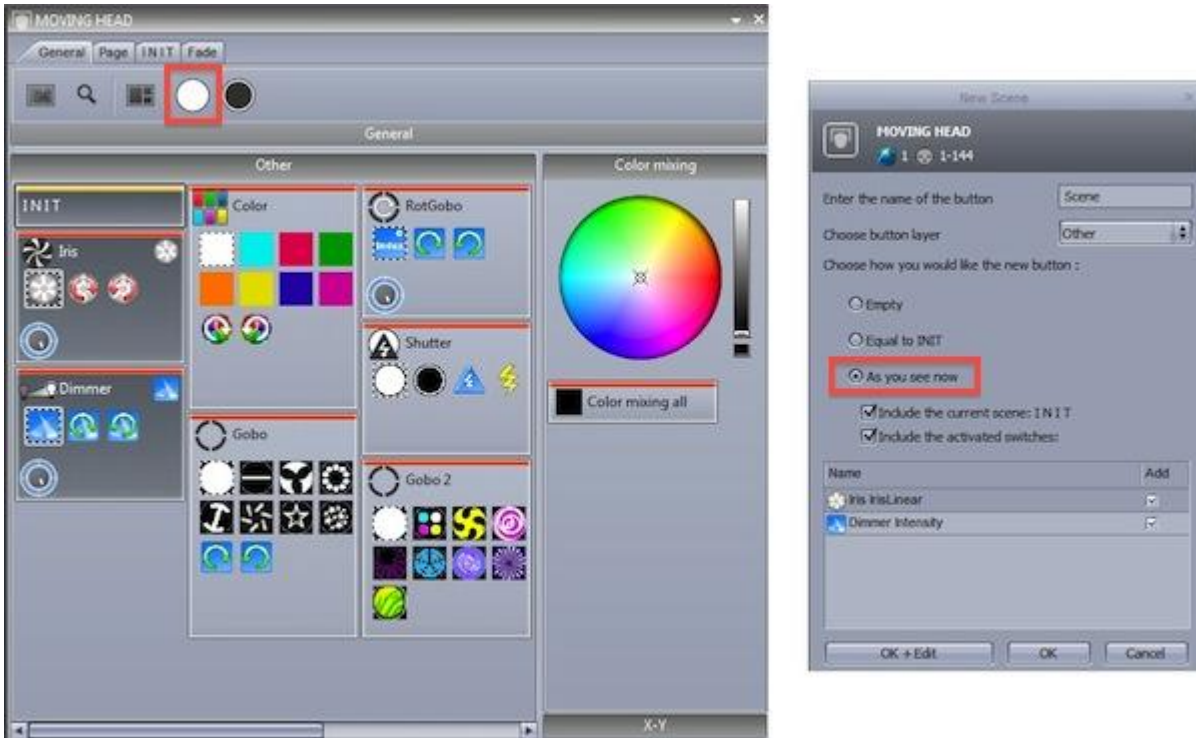 MOVING HEAD
General Page INIT Fade
General
Other
Color mixing
INIT
Iris
Dimmer
Color
Gobo
RotGobo
Index
Shutter
Gobo 2
Color mixing all
X-Y
New Scene
MOVING HEAD
1 1-144
Enter the name of the button Scene
Choose button layer Other
Choose how you would like the new button :
Empty
Equal to INIT
As you see now
Include the current scene: I N I T
Include the activated switches:
Name Add
Iris IrisLinear
Dimmer Intensity
OK + Edit OK Cancel